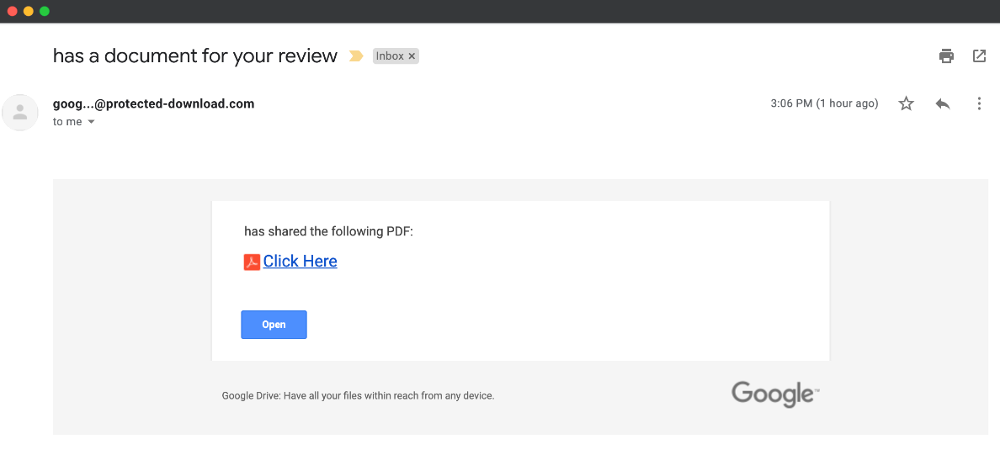 has a document for your review Inbox ×
goog...@protected-download.com 3:06 PM (1 hour ago)
to me
has shared the following PDF:
Click Here
Open
Google Drive: Have all your files within reach from any device. Google™